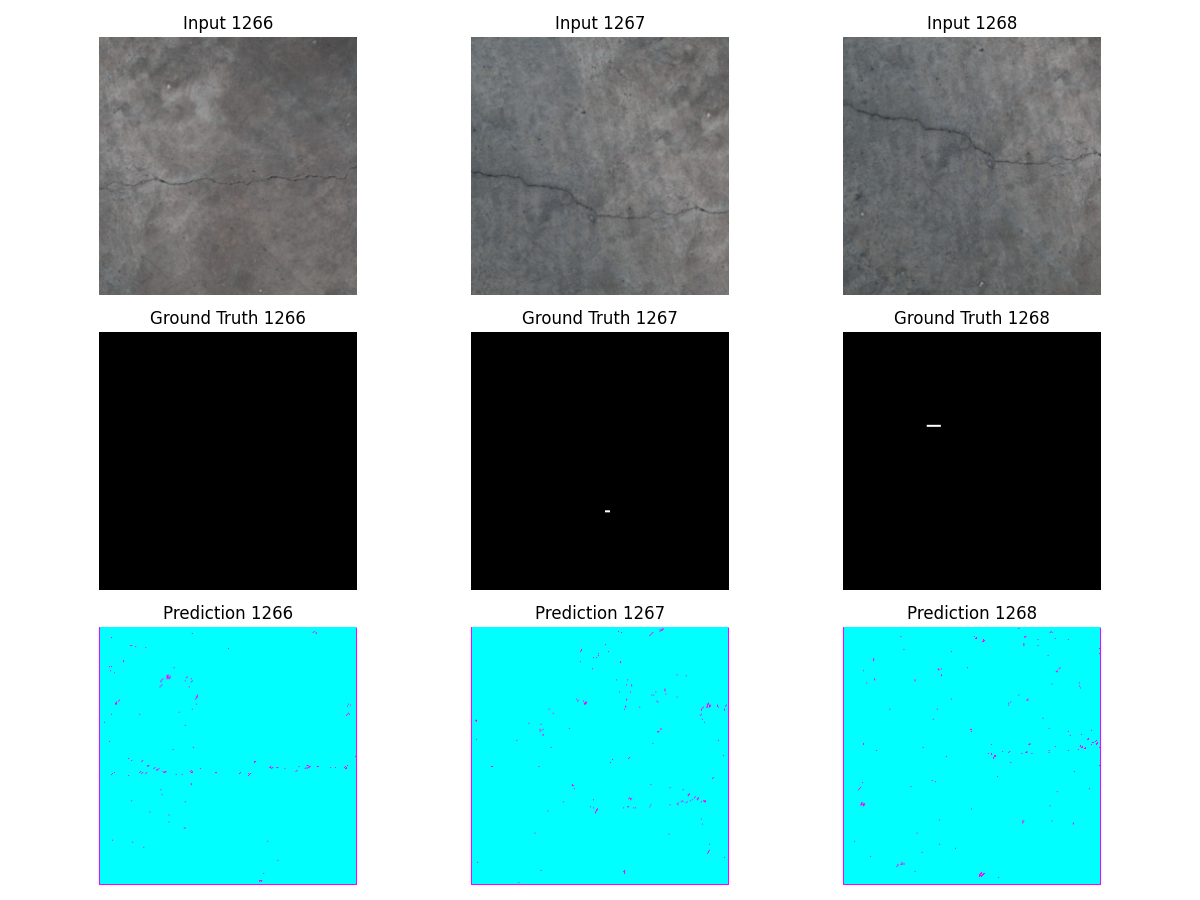 Input 1266
Input 1267
Input 1268
Ground Truth 1266
Ground Truth 1267
Ground Truth 1268
Prediction 1266
Prediction 1267
Prediction 1268